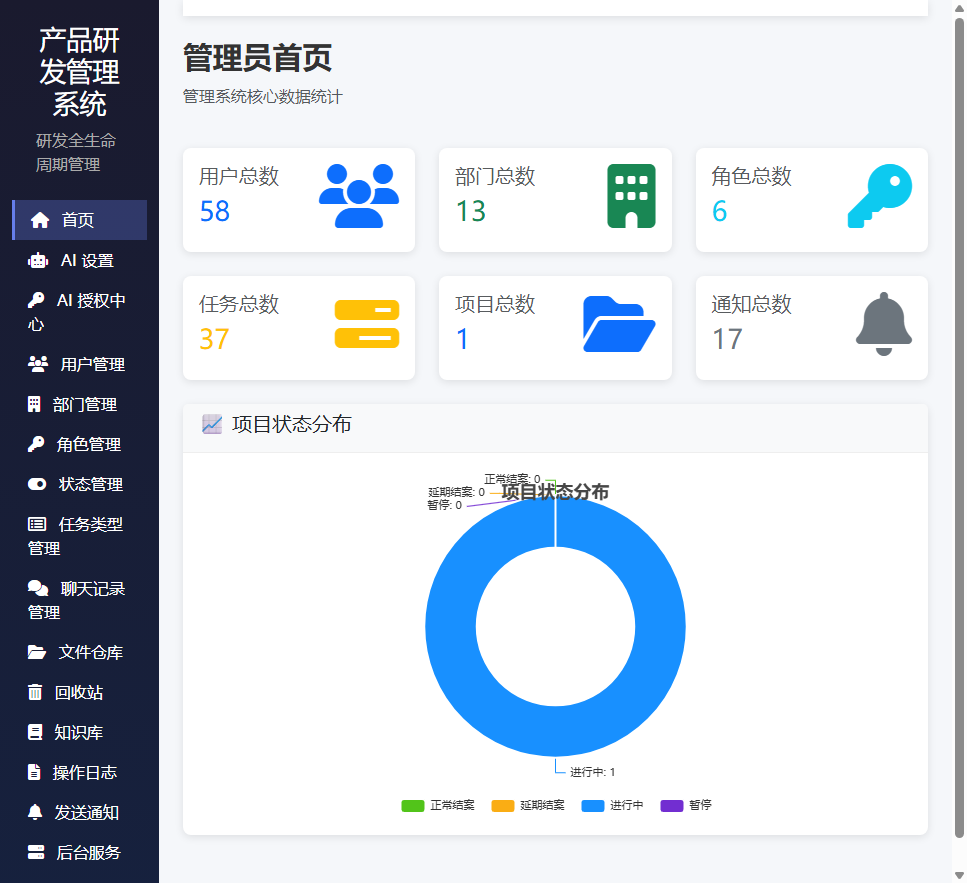 产品研
发管理
系统
研发全生命
周期管理
首页
AI 设置
AI 授权中
心
用户管理
部门管理
角色管理
状态管理
任务类型
管理
聊天记录
管理
文件仓库
回收站
知识库
操作日志
发送通知
后台服务
管理员首页
管理系统核心数据统计
用户总数
58
部门总数
13
角色总数
6
任务总数
37
项目总数
1
通知总数
17
项目状态分布
项目状态分布
正常结案: 0
延期结案: 0
暂停: 0
进行中: 1
正常结案 延期结案 进行中 暂停